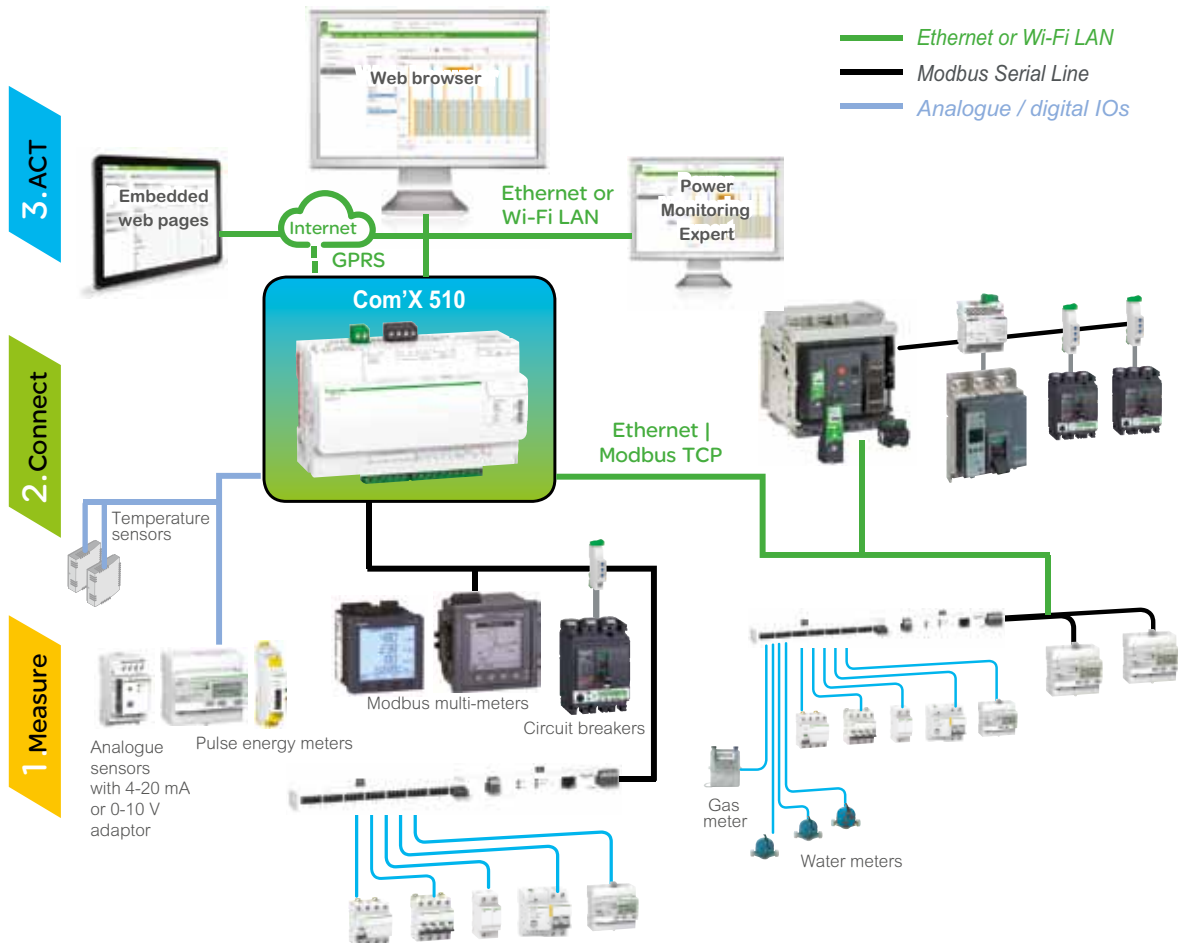 Ethernet or Wi-Fi LAN
Modbus Serial Line
Analogue / digital IOs
3. ACT
Web browser
Embedded
web pages
Internet
GPRS
Ethernet or
Wi-Fi LAN
Power
Monitoring
Expert
Com'X 510
2. Connect
Ethernet |
Modbus TCP
Temperature
sensors
1. Measure
Analogue
sensors
with 4-20 mA
or 0-10 V
adaptor
Pulse energy meters
Modbus multi-meters
Circuit breakers
Gas
meter
Water meters